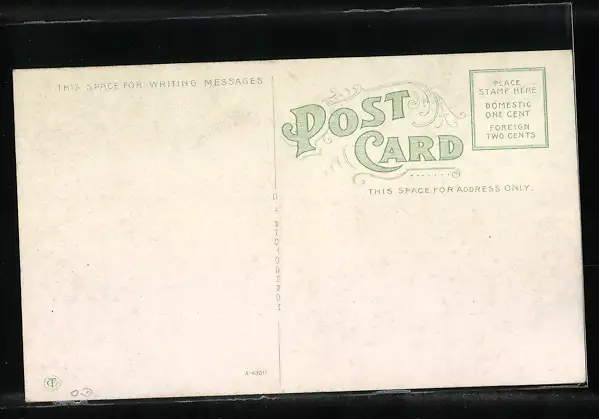 THIS SPACE FOR WRITING MESSAGES
POST CARD
PLACE
STAMP HERE
DOMESTIC
ONE CENT
FOREIGN
TWO CENTS
THIS SPACE FOR ADDRESS ONLY.